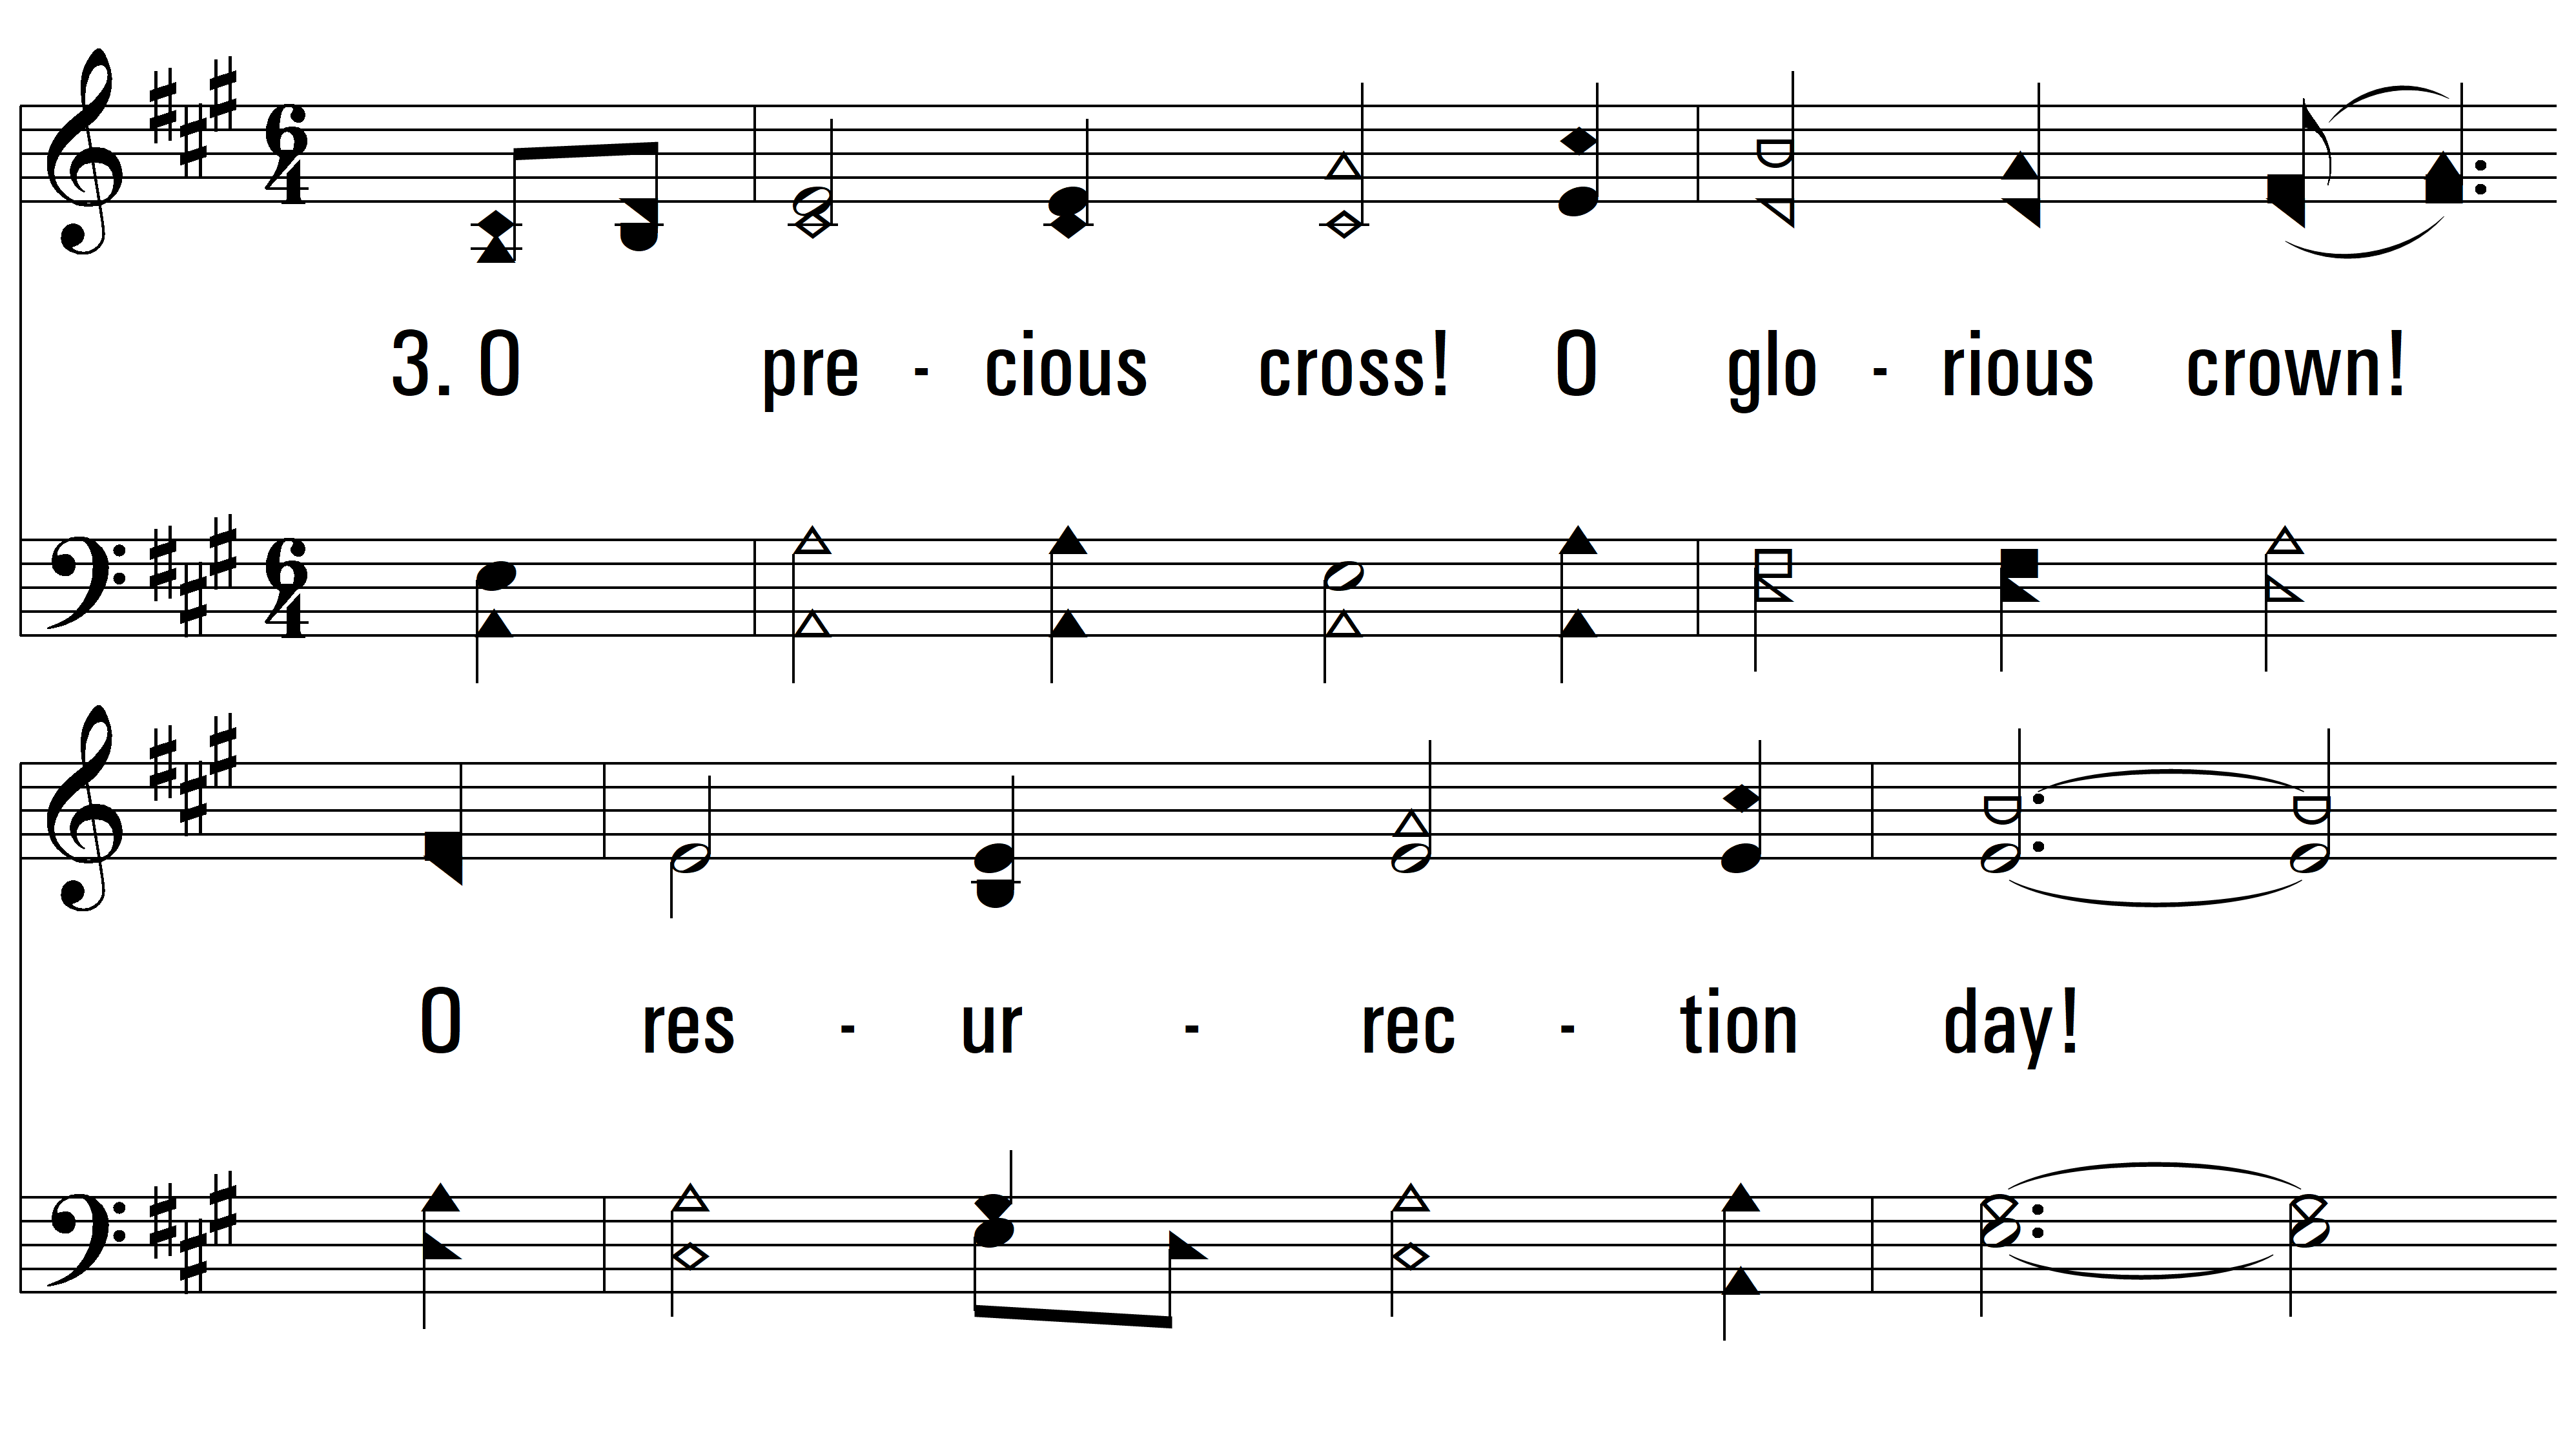 3. O pre - cious cross! O glo - rious crown!
O res - ur - rec - tion day!